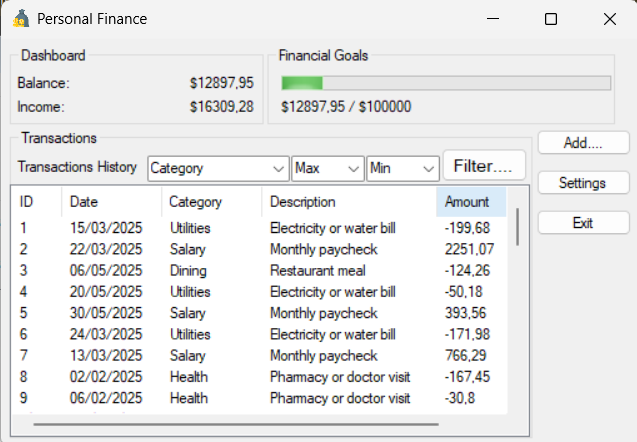 Personal Finance
Dashboard
Balance: $12897,95
Income: $16309,28
Financial Goals
$12897,95 / $100000
Transactions
Transactions History Category Max Min Filter....
ID Date Category Description Amount
1 15/03/2025 Utilities Electricity or water bill -199,68
2 22/03/2025 Salary Monthly paycheck 2251,07
3 06/05/2025 Dining Restaurant meal -124,26
4 20/05/2025 Utilities Electricity or water bill -50,18
5 30/05/2025 Salary Monthly paycheck 393,56
6 24/03/2025 Utilities Electricity or water bill -171,98
7 13/03/2025 Salary Monthly paycheck 766,29
8 02/02/2025 Health Pharmacy or doctor visit -167,45
9 06/02/2025 Health Pharmacy or doctor visit -30,8
Add....
Settings
Exit